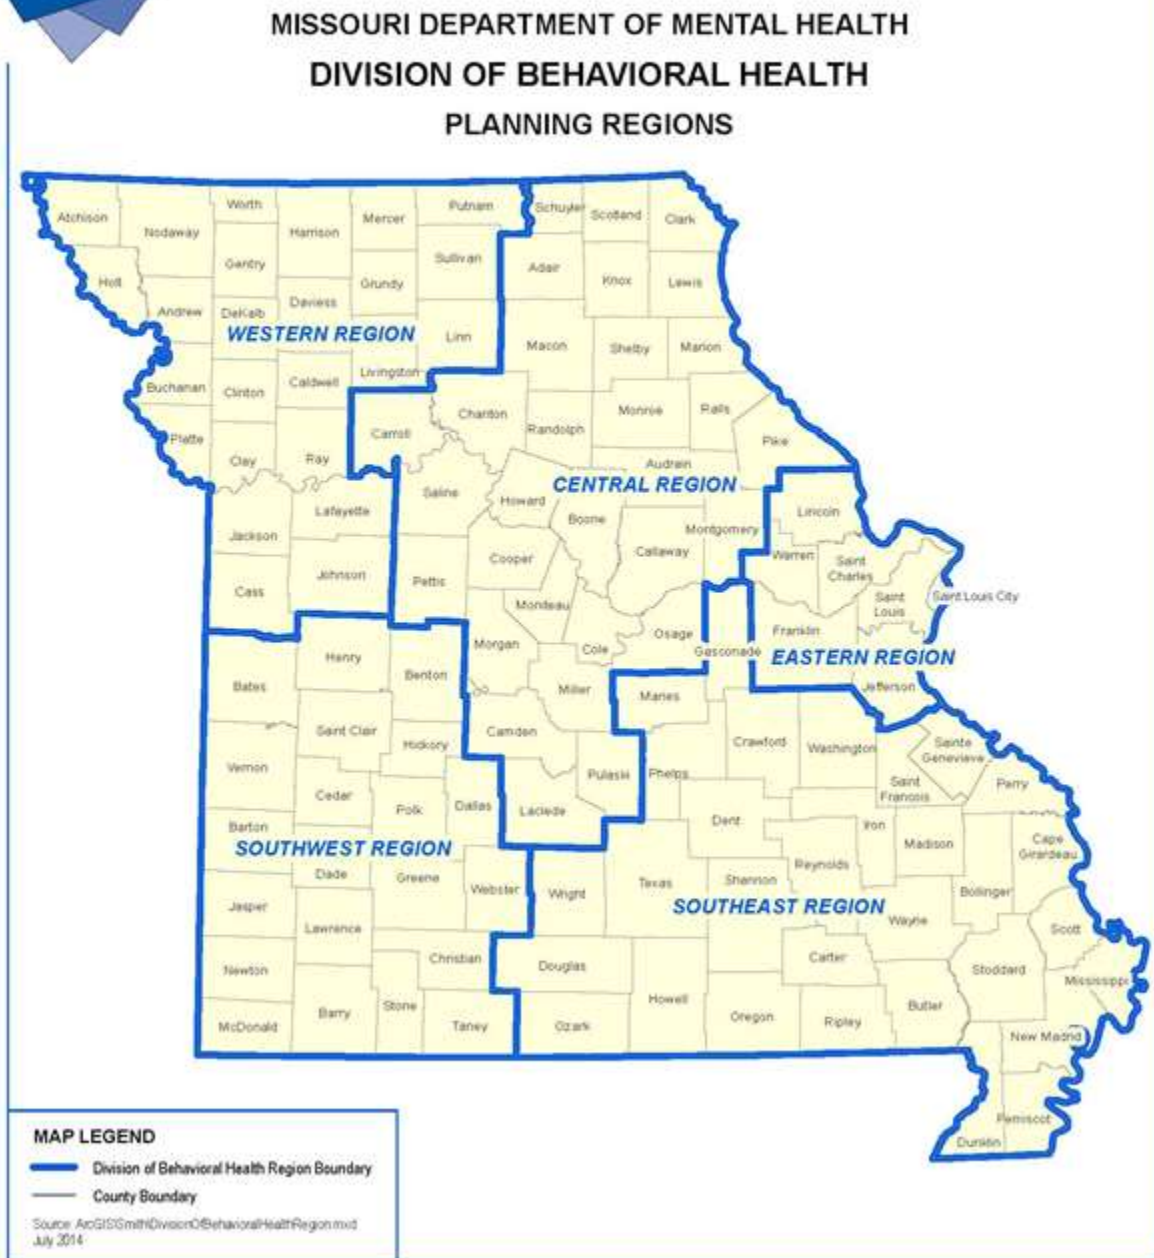 MISSOURI DEPARTMENT OF MENTAL HEALTH
DIVISION OF BEHAVIORAL HEALTH
PLANNING REGIONS
Atchison
Nodaway
Worth
Harrison
Mercer
Putnam
Schuyler
Scotland
Clark
Holt
Gentry
Grundy
Sullivan
Adair
Knox
Lewis
Andrew
DeKalb
Daviess
WESTERN REGION
Linn
Macon
Shelby
Marion
Buchanan
Clinton
Caldwell
Livingston
Chariton
Monroe
Ralls
Platte
Clay
Ray
Carroll
Randolph
Audrain
Pike
CENTRAL REGION
Saline
Howard
Boone
Lincoln
Jackson
Lafayette
Cooper
Callaway
Montgomery
Warren
Saint
Charles
Cass
Johnson
Pettis
Moniteau
Saint
Louis
Saint Louis City
Morgan
Cole
Osage
Gasconade
Franklin
EASTERN REGION
Jefferson
Bates
Henry
Benton
Miller
Maries
Saint Clair
Hickory
Camden
Crawford
Washington
Sainte
Genevieve
Vernon
Cedar
Polk
Dallas
Pulaski
Laclede
Phelps
Saint
Francois
Perry
Barton
SOUTHWEST REGION
Dent
Iron
Madison
Cape
Girardeau
Dade
Greene
Webster
Wright
Texas
Shannon
Reynolds
Bollinger
SOUTHEAST REGION
Jasper
Lawrence
Wayne
Scott
Newton
Christian
Douglas
Carter
Stoddard
Mississippi
McDonald
Barry
Stone
Taney
Ozark
Howell
Oregon
Ripley
Butler
New Madrid
Pemiscot
Dunklin
MAP LEGEND
Division of Behavioral Health Region Boundary
County Boundary
Source: ArcGIS\Smith\DivisionOfBehavioralHealthRegion.mxd
July 2014